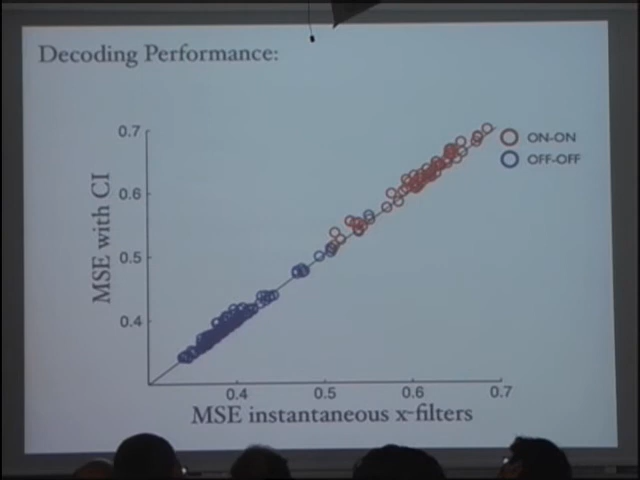 Decoding Performance:
0.7
0.6
0.5
0.4
MSE with CI
0.4 0.5 0.6 0.7
MSE instantaneous x-filters
ON-ON
OFF-OFF